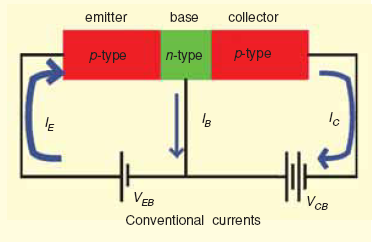 emitter base collector
p-type n-type p-type
I_E I_B I_C
V_EB V_CB
Conventional currents